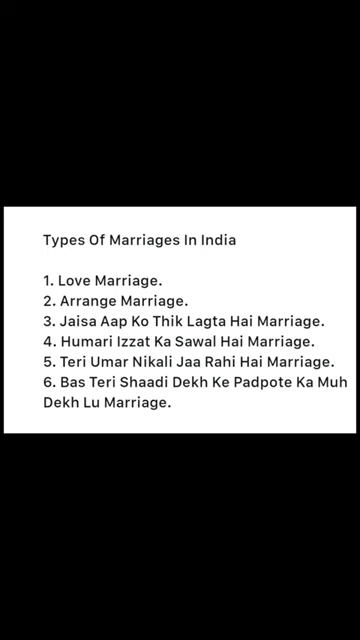 Types Of Marriages In India
1. Love Marriage.
2. Arrange Marriage.
3. Jaisa Aap Ko Thik Lagta Hai Marriage.
4. Humari Izzat Ka Sawal Hai Marriage.
5. Teri Umar Nikali Jaa Rahi Hai Marriage.
6. Bas Teri Shaadi Dekh Ke Padpote Ka Muh
Dekh Lu Marriage.